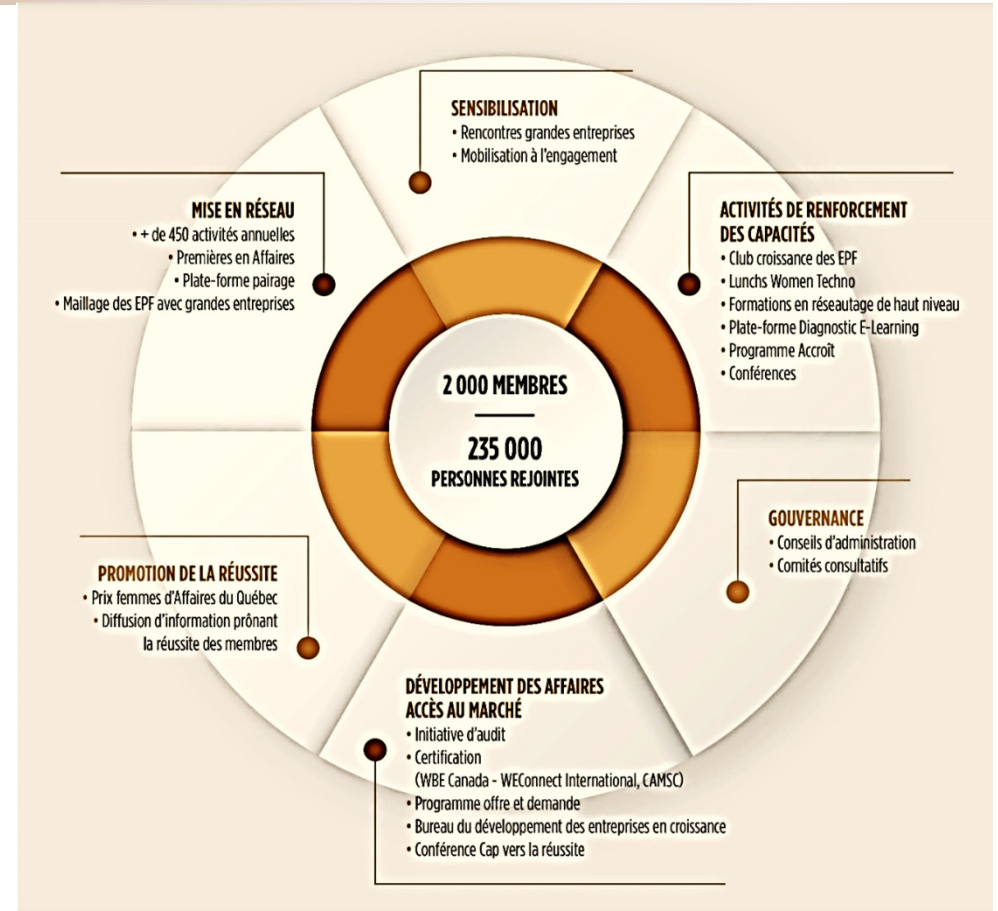 SENSIBILISATION
• Rencontres grandes entreprises
• Mobilisation à l'engagement
MISE EN RÉSEAU
• + de 450 activités annuelles
• Premières en Affaires
• Plate-forme pairage
• Maillage des EPF avec grandes entreprises
ACTIVITÉS DE RENFORCEMENT
DES CAPACITÉS
• Club croissance des EPF
• Lunchs Women Techno
• Formations en réseautage de haut niveau
• Plate-forme Diagnostic E-Learning
• Programme Accroît
• Conférences
2 000 MEMBRES
235 000
PERSONNES REJOINTES
GOUVERNANCE
• Conseils d'administration
• Comités consultatifs
PROMOTION DE LA RÉUSSITE
• Prix femmes d'Affaires du Québec
• Diffusion d'information prônant
la réussite des membres
DÉVELOPPEMENT DES AFFAIRES
ACCÈS AU MARCHÉ
• Initiative d'audit
• Certification
(WBE Canada - WEConnect International, CAMSC)
• Programme offre et demande
• Bureau du développement des entreprises en croissance
• Conférence Cap vers la réussite